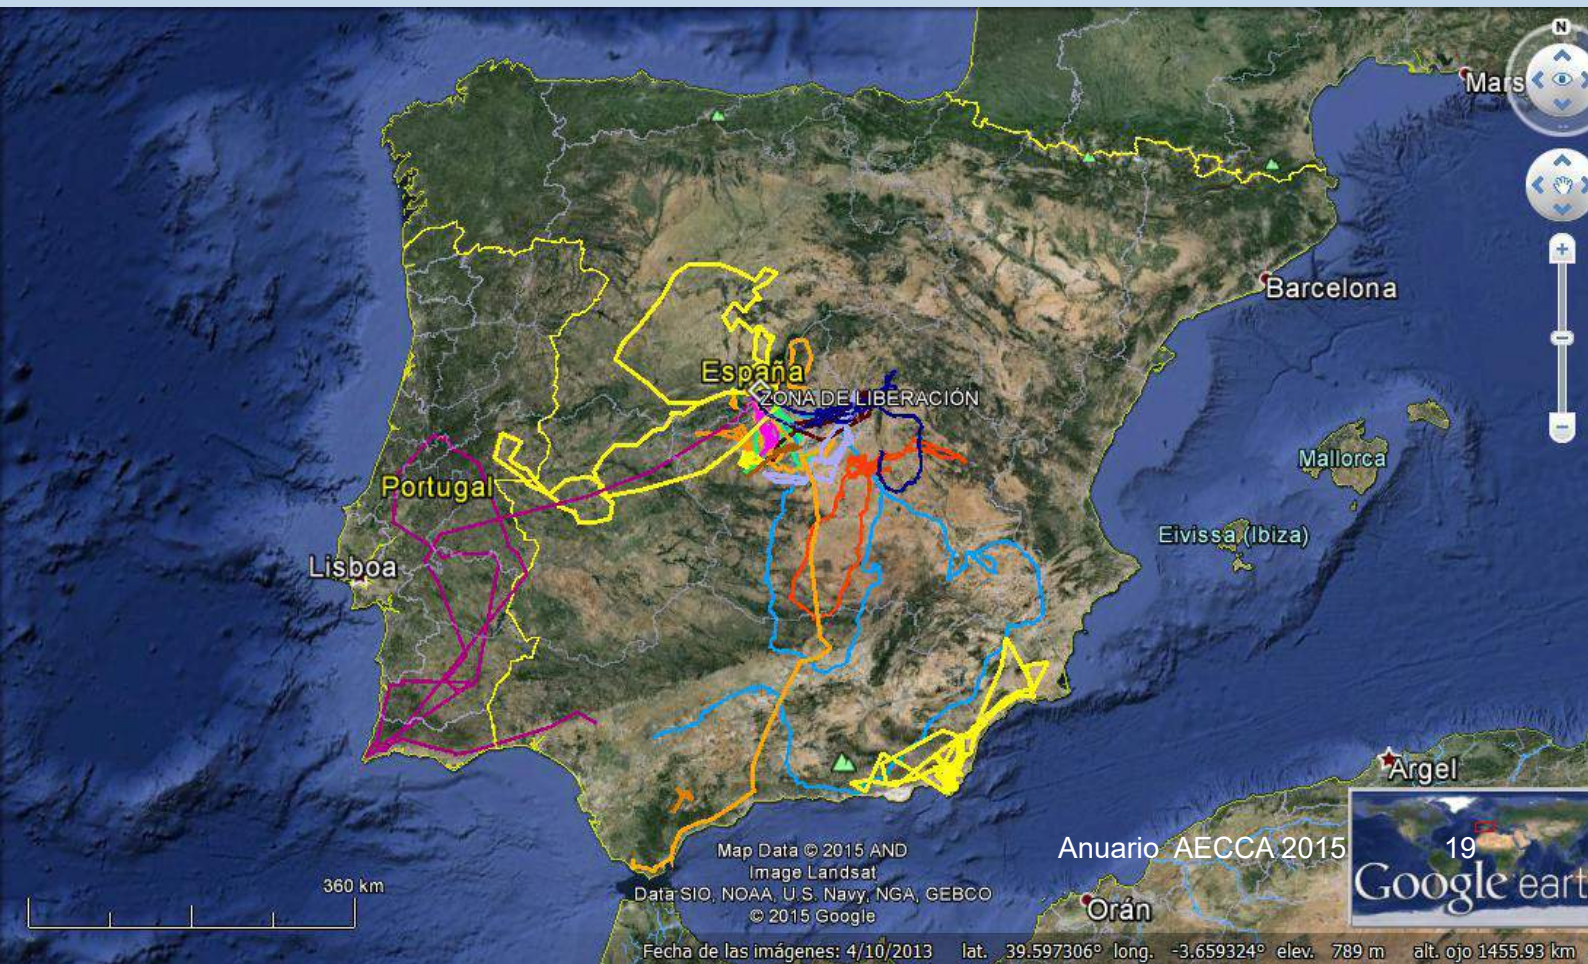 N
Mars
Barcelona
España
ZONA DE LIBERACIÓN
Mallorca
Portugal
Eivissa (Ibiza)
Lisboa
Argel
Anuario AECCA 2015 19
Map Data © 2015 AND
Image Landsat
Data SIO, NOAA, U.S. Navy, NGA, GEBCO
© 2015 Google
360 km
Google eart
Orán
Fecha de las imágenes: 4/10/2013 lat. 39.597306° long. -3.659324° elev. 789 m alt. ojo 1455.93 km